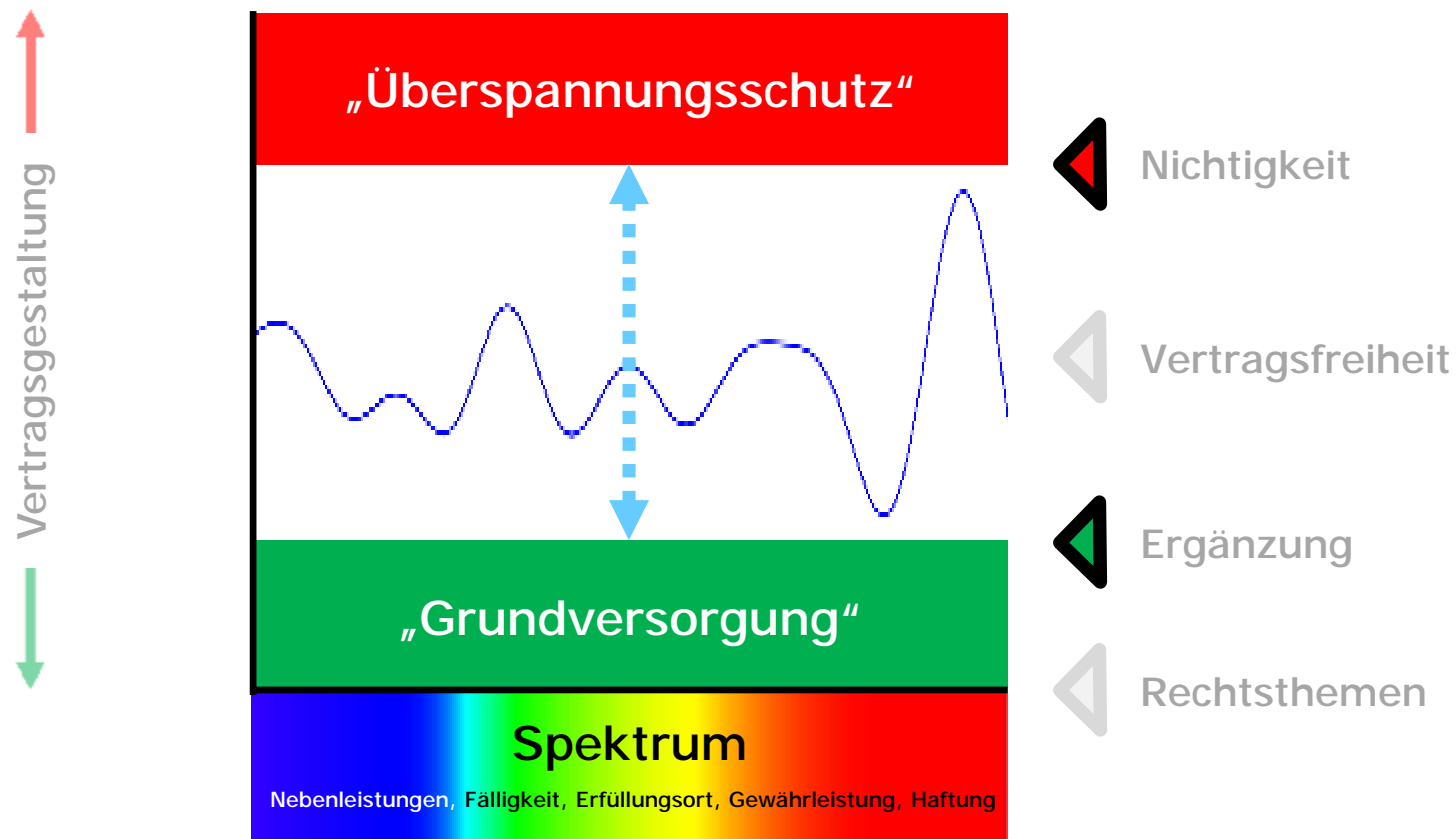 Vertragsgestaltung
„Überspannungsschutz“
Nichtigkeit
Vertragsfreiheit
Ergänzung
„Grundversorgung“
Rechtsthemen
Spektrum
Nebenleistungen, Fälligkeit, Erfüllungsort, Gewährleistung, Haftung